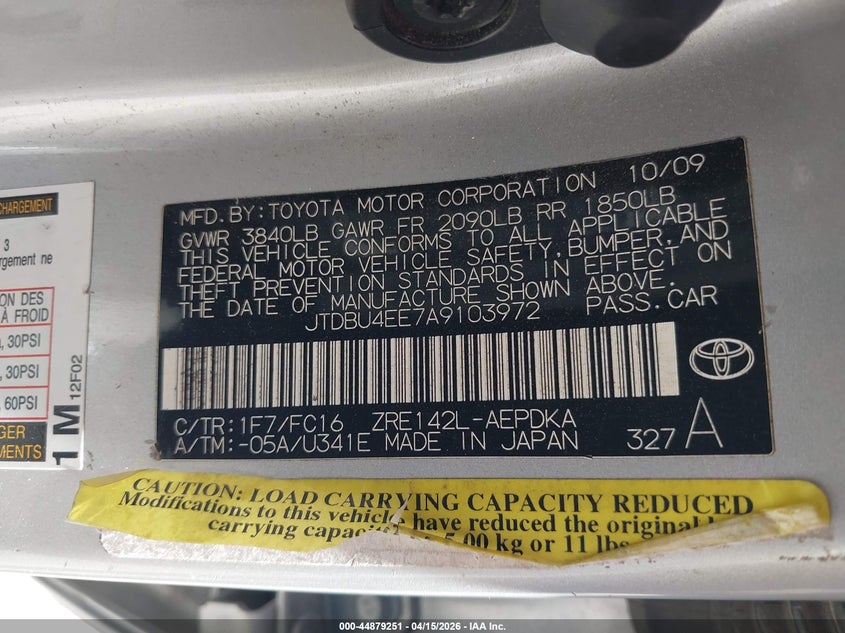 CHARGEMENT
3
rgement ne
ON DES
À FROID
, 30PSI
, 30PSI
, 60PSI
GER
EMENTS
1 M 12F02
MFD. BY: TOYOTA MOTOR CORPORATION 10/09
GVWR 3840LB GAWR FR 2090LB RR 1850LB
THIS VEHICLE CONFORMS TO ALL APPLICABLE
FEDERAL MOTOR VEHICLE SAFETY, BUMPER, AND
THEFT PREVENTION STANDARDS IN EFFECT ON
THE DATE OF MANUFACTURE SHOWN ABOVE.
JTDBU4EE7A9103972 PASS.CAR
C/TR: 1F7/FC16 ZRE142L-AEPDKA
A/TM: -05A/U341E MADE IN JAPAN 327 A
CAUTION: LOAD CARRYING CAPACITY REDUCED
Modifications to this vehicle have reduced the original
carrying capacity 5.00 kg or 11 lbs
000-44879251 | 04/15/2026 | IAA Inc.